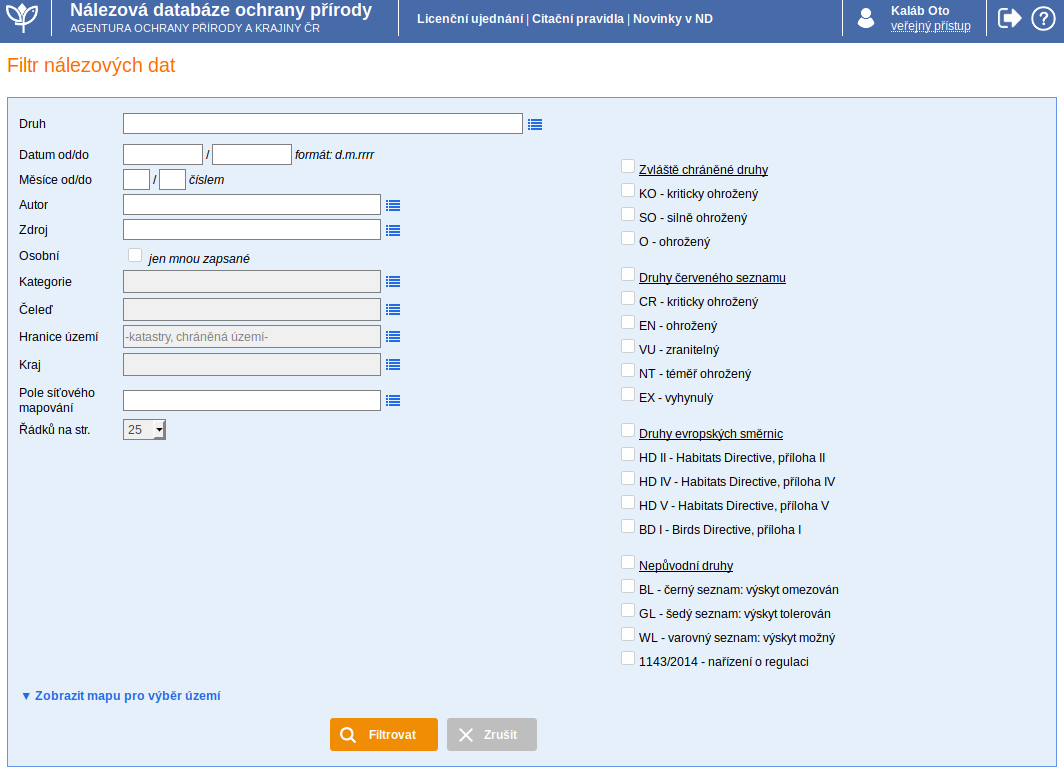 Nálezová databáze ochrany přírody
AGENTURA OCHRANY PŘÍRODY A KRAJINY ČR
Licenční ujednání | Citační pravidla | Novinky v ND
Kaláb Oto
veřejný přístup
Filtr nálezových dat
Druh
Datum od/do / formát: d.m.rrrr
Měsíce od/do / číslem
Autor
Zdroj
Osobní jen mnou zapsané
Kategorie
Čeleď
Hranice území -katastry, chráněná území-
Kraj
Pole síťového
mapování
Řádků na str. 25
Zvláště chráněné druhy
KO - kriticky ohrožený
SO - silně ohrožený
O - ohrožený
Druhy červeného seznamu
CR - kriticky ohrožený
EN - ohrožený
VU - zranitelný
NT - téměř ohrožený
EX - vyhynulý
Druhy evropských směrnic
HD II - Habitats Directive, příloha II
HD IV - Habitats Directive, příloha IV
HD V - Habitats Directive, příloha V
BD I - Birds Directive, příloha I
Nepůvodní druhy
BL - černý seznam: výskyt omezován
GL - šedý seznam: výskyt tolerován
WL - varovný seznam: výskyt možný
1143/2014 - nařízení o regulaci
▼ Zobrazit mapu pro výběr území
Filtrovat
Zrušit